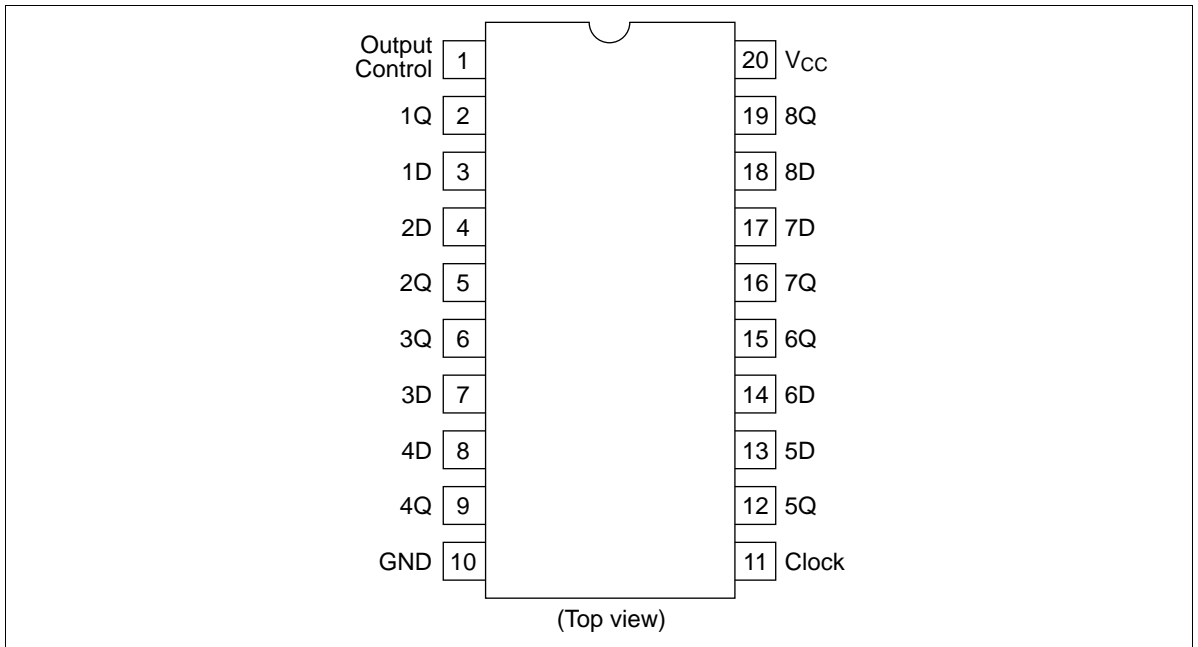 Output
Control 1 20 VCC
1Q 2 19 8Q
1D 3 18 8D
2D 4 17 7D
2Q 5 16 7Q
3Q 6 15 6Q
3D 7 14 6D
4D 8 13 5D
4Q 9 12 5Q
GND 10 11 Clock
(Top view)